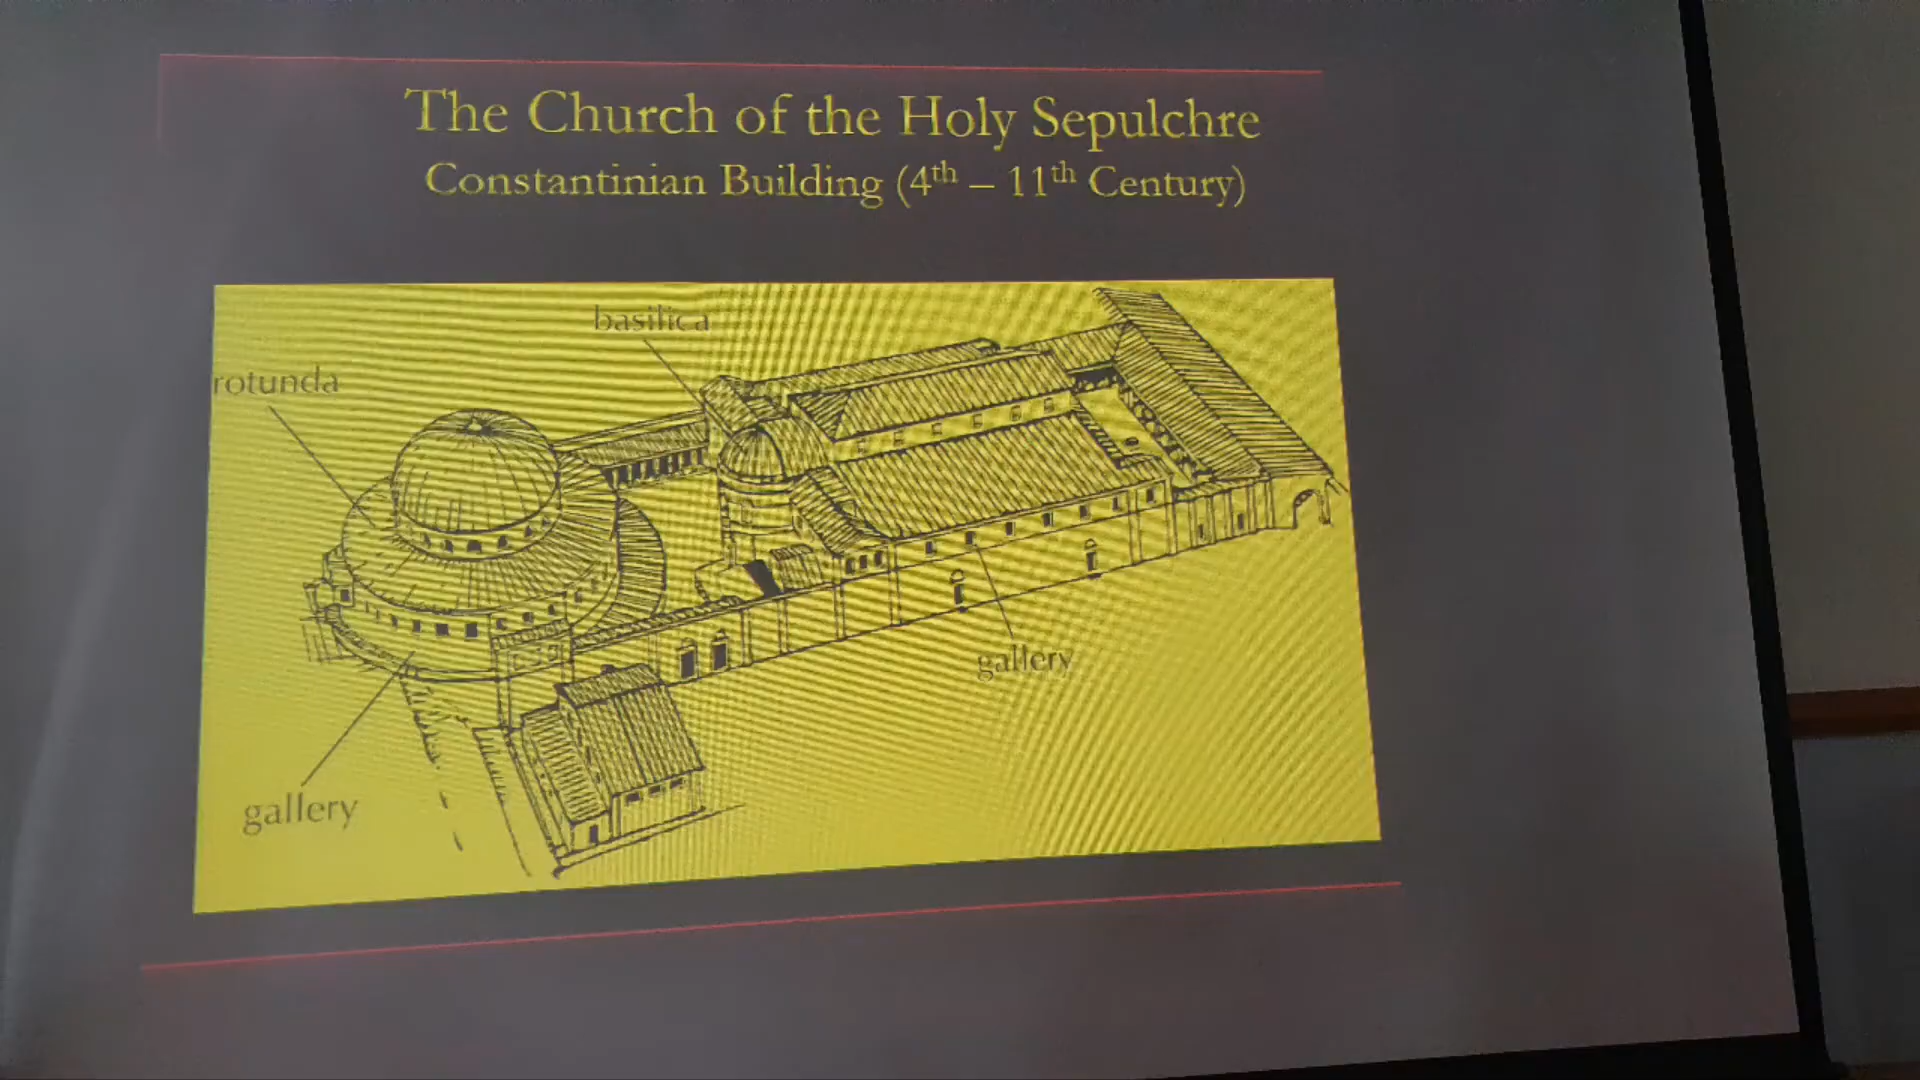 The Church of the Holy Sepulchre
Constantinian Building (4th – 11th Century)
basilica
rotunda
gallery
gallery